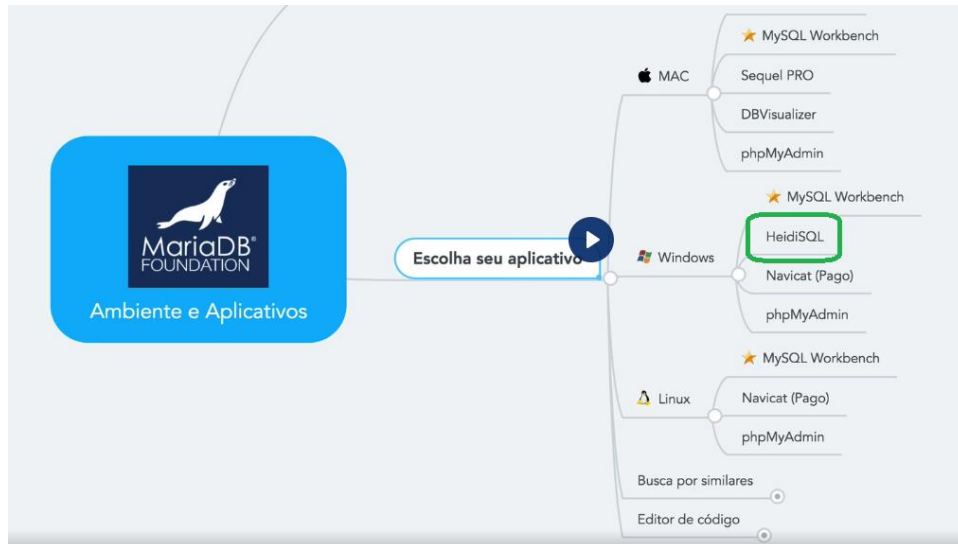 MariaDB®
FOUNDATION
Ambiente e Aplicativos
Escolha seu aplicativo
MAC
MySQL Workbench
Sequel PRO
DBVisualizer
phpMyAdmin
Windows
MySQL Workbench
HeidiSQL
Navicat (Pago)
phpMyAdmin
Linux
MySQL Workbench
Navicat (Pago)
phpMyAdmin
Busca por similares
Editor de código